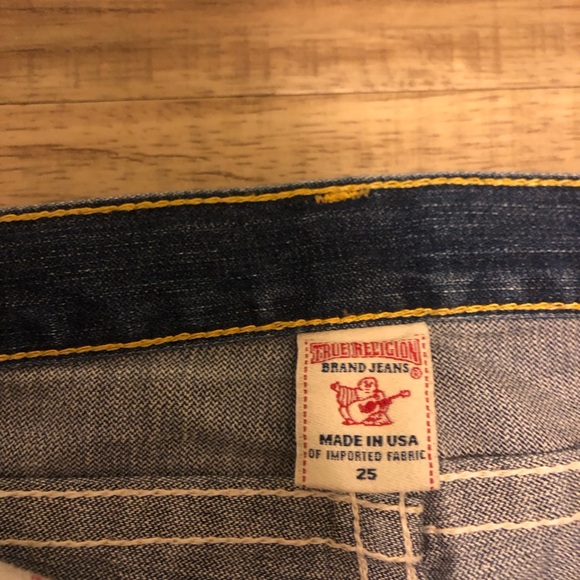 TRUE RELIGION
BRAND JEANS ®
MADE IN USA
OF IMPORTED FABRIC
25